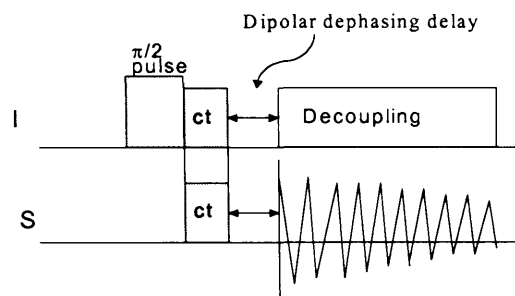 Dipolar dephasing delay
π/2
pulse
I
ct
Decoupling
S
ct